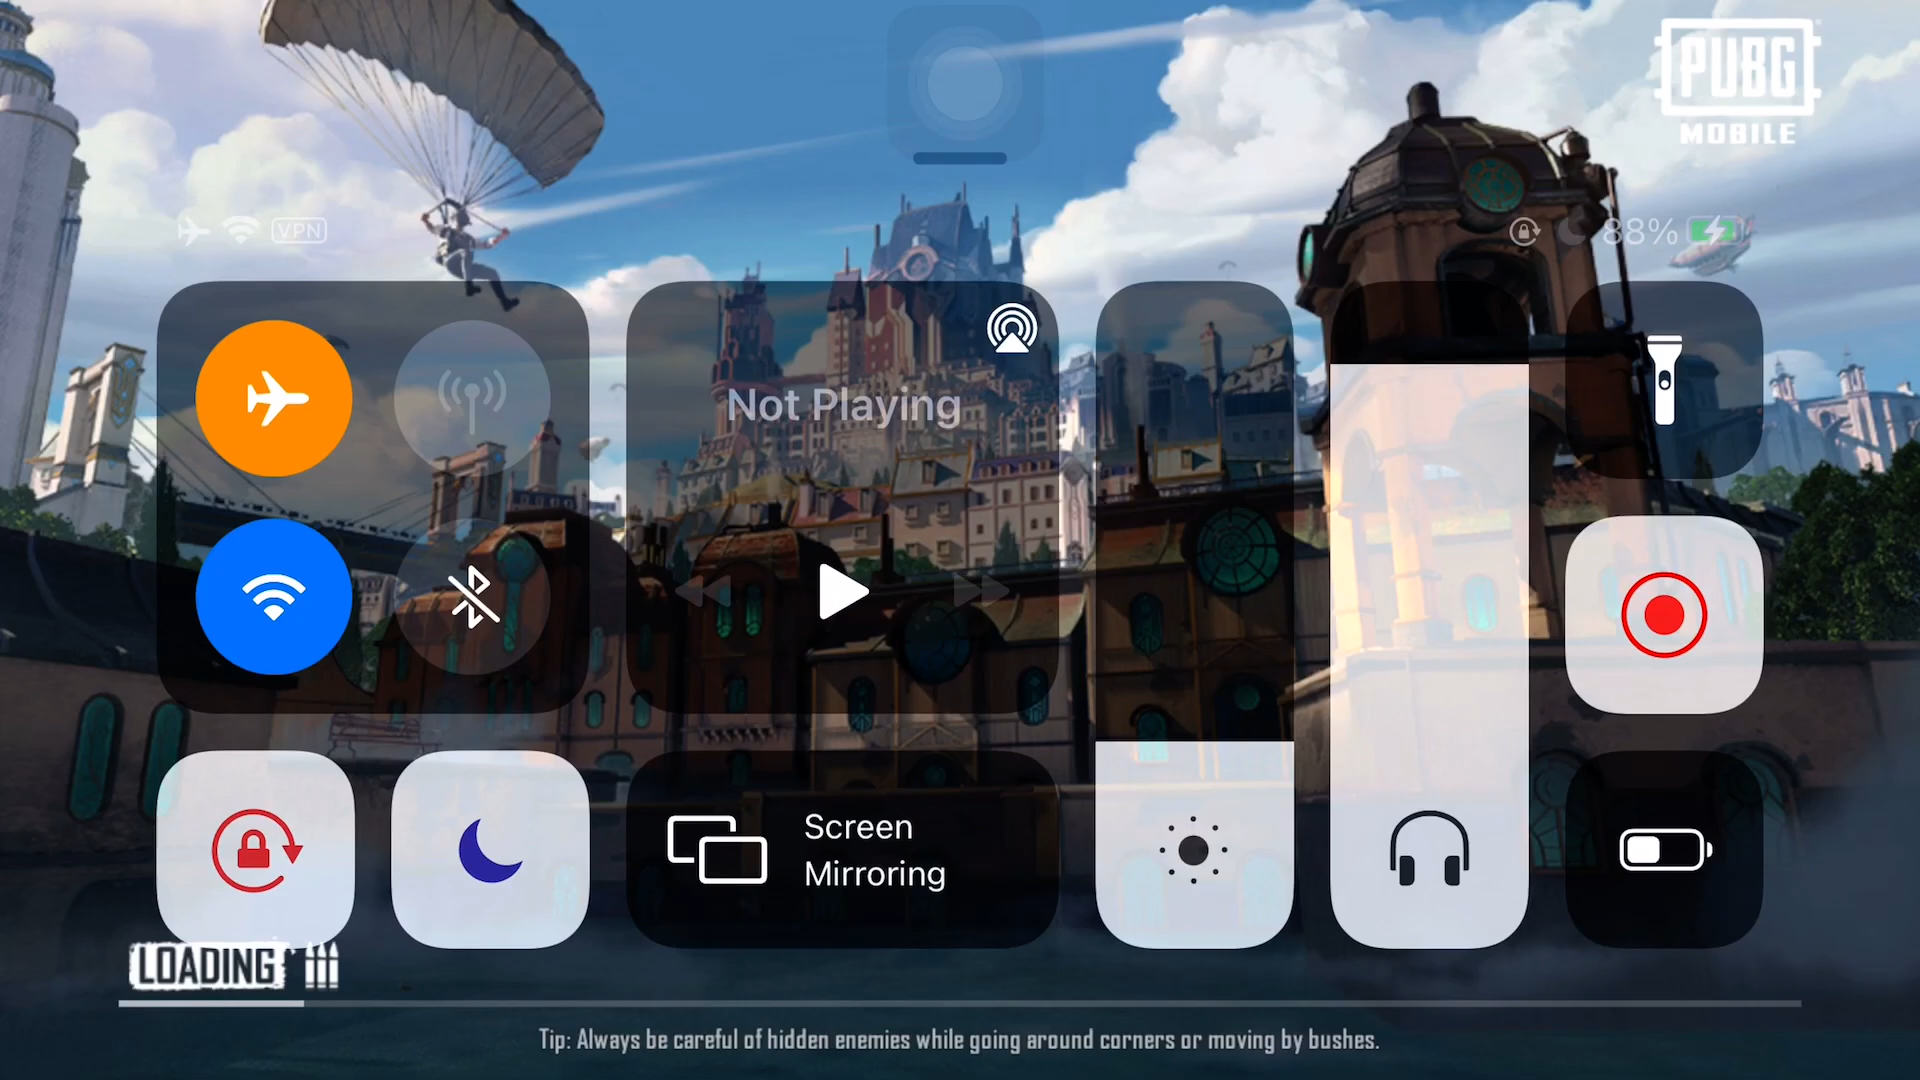 PUBG
MOBILE
VPN
88%
Not Playing
Screen
Mirroring
LOADING
Tip: Always be careful of hidden enemies while going around corners or moving by bushes.